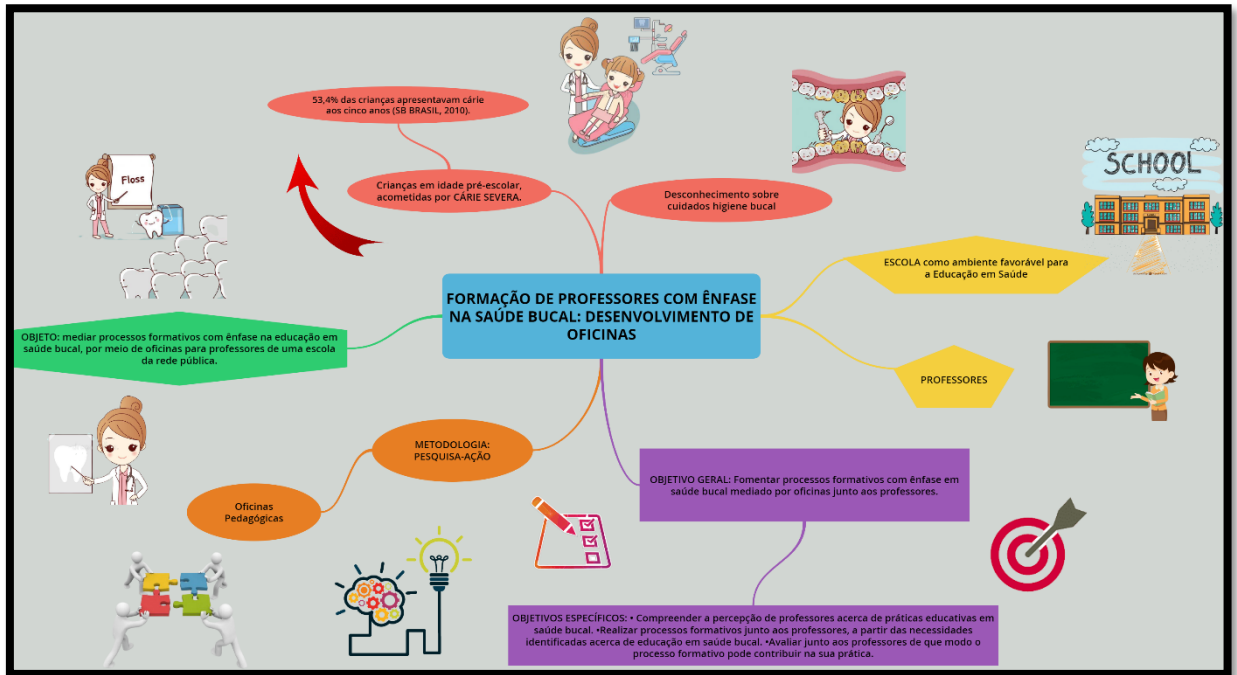 53,4% das crianças apresentavam cárie
aos cinco anos (SB BRASIL, 2010).
Floss
Crianças em idade pré-escolar,
acometidas por CÁRIE SEVERA.
Desconhecimento sobre
cuidados higiene bucal
SCHOOL
ESCOLA como ambiente favorável para
a Educação em Saúde
FORMAÇÃO DE PROFESSORES COM ÊNFASE
NA SAÚDE BUCAL: DESENVOLVIMENTO DE
OFICINAS
OBJETO: mediar processos formativos com ênfase na educação em
saúde bucal, por meio de oficinas para professores de uma escola
da rede pública.
PROFESSORES
METODOLOGIA:
PESQUISA-AÇÃO
Oficinas
Pedagógicas
OBJETIVO GERAL: Fomentar processos formativos com ênfase em
saúde bucal mediado por oficinas junto aos professores.
OBJETIVOS ESPECÍFICOS: • Compreender a percepção de professores acerca de práticas educativas em
saúde bucal. •Realizar processos formativos junto aos professores, a partir das necessidades
identificadas acerca de educação em saúde bucal. •Avaliar junto aos professores de que modo o
processo formativo pode contribuir na sua prática.